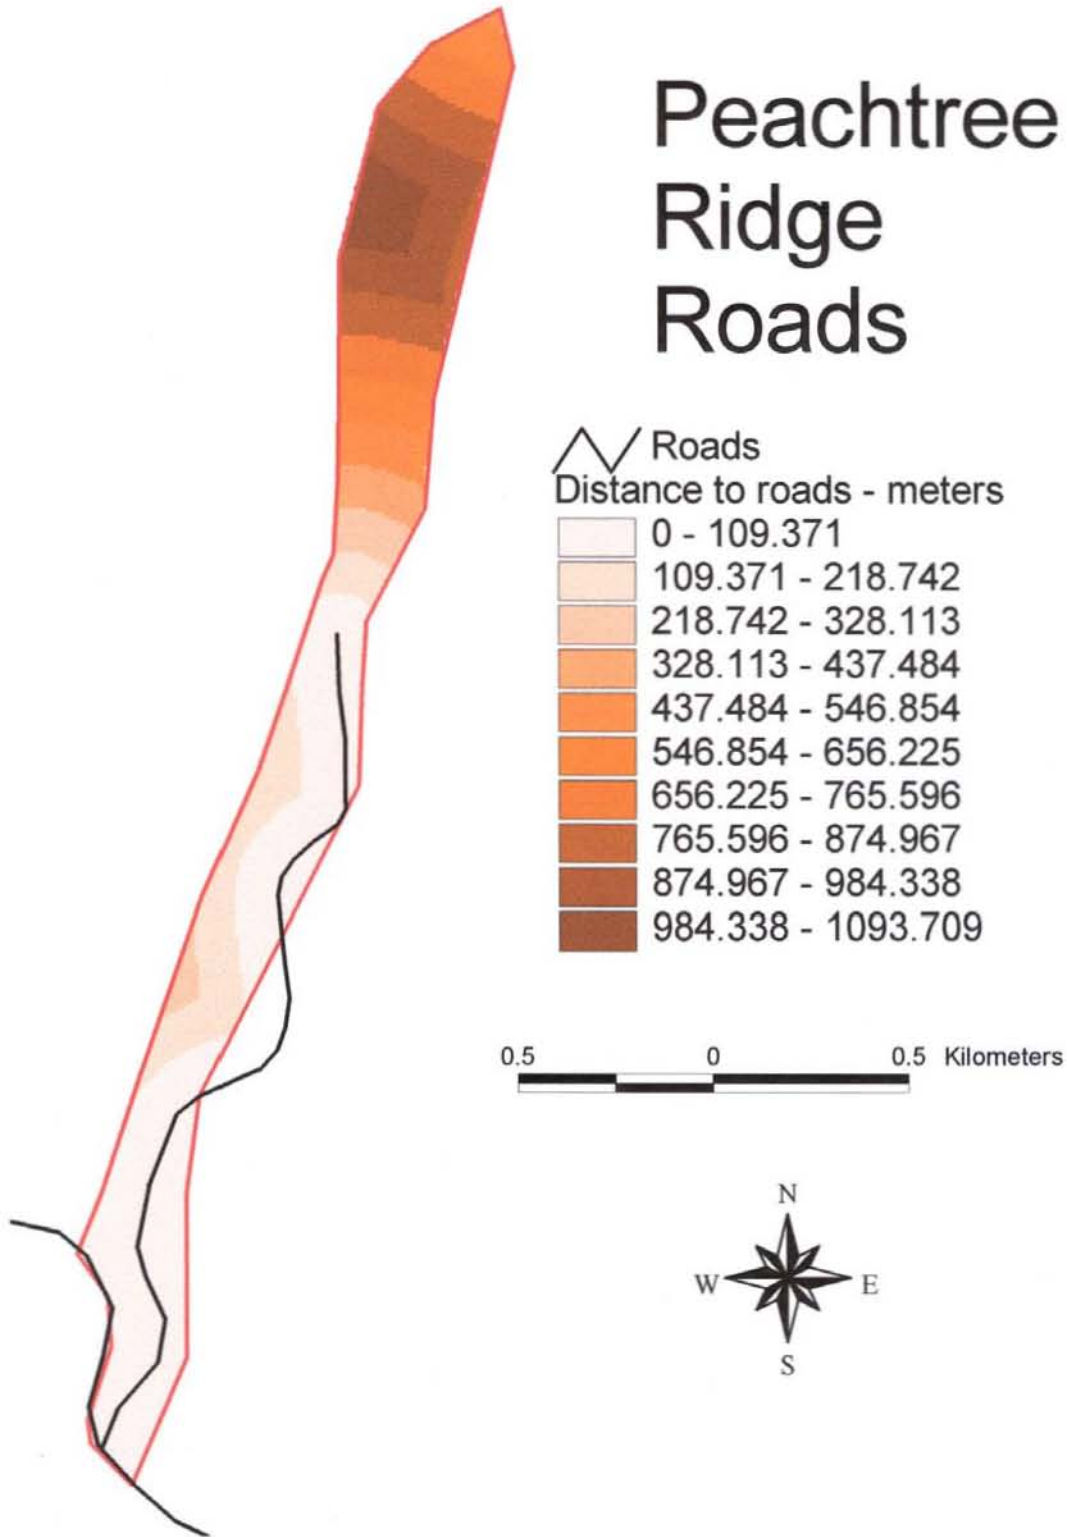 Peachtree
Ridge
Roads
Roads
Distance to roads - meters
0 - 109.371
109.371 - 218.742
218.742 - 328.113
328.113 - 437.484
437.484 - 546.854
546.854 - 656.225
656.225 - 765.596
765.596 - 874.967
874.967 - 984.338
984.338 - 1093.709
0.5 0 0.5 Kilometers
N
W E
S